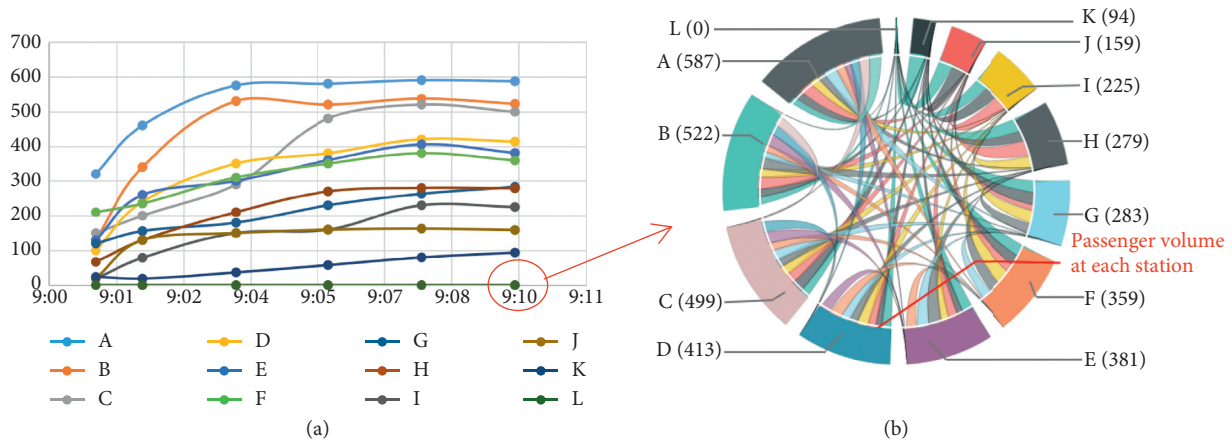 700
600
500
400
300
200
100
0
9:00 9:01 9:02 9:04 9:05 9:07 9:08 9:10 9:11
A D G J
B E H K
C F I L
(a)
L (0)
A (587)
B (522)
C (499)
D (413)
K (94)
J (159)
I (225)
H (279)
G (283)
Passenger volume
at each station
F (359)
E (381)
(b)